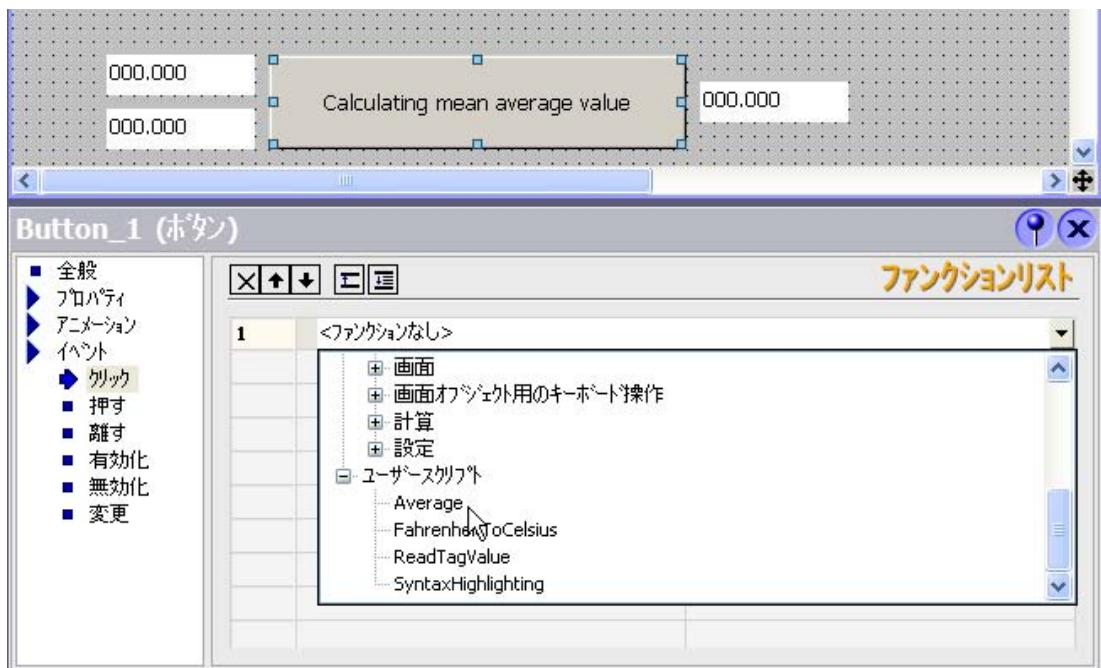 000.000
000.000
Calculating mean average value
000.000
Button_1 (ボタン)
全般
プロパティ
アニメーション
イベント
クリック
押す
離す
有効化
無効化
変更
ファンクションリスト
1 <ファンクションなし>
画面
画面オブジェクト用のキーボード操作
計算
設定
ユーザースクリプト
Average
ReadTagValue
SyntaxHighlighting